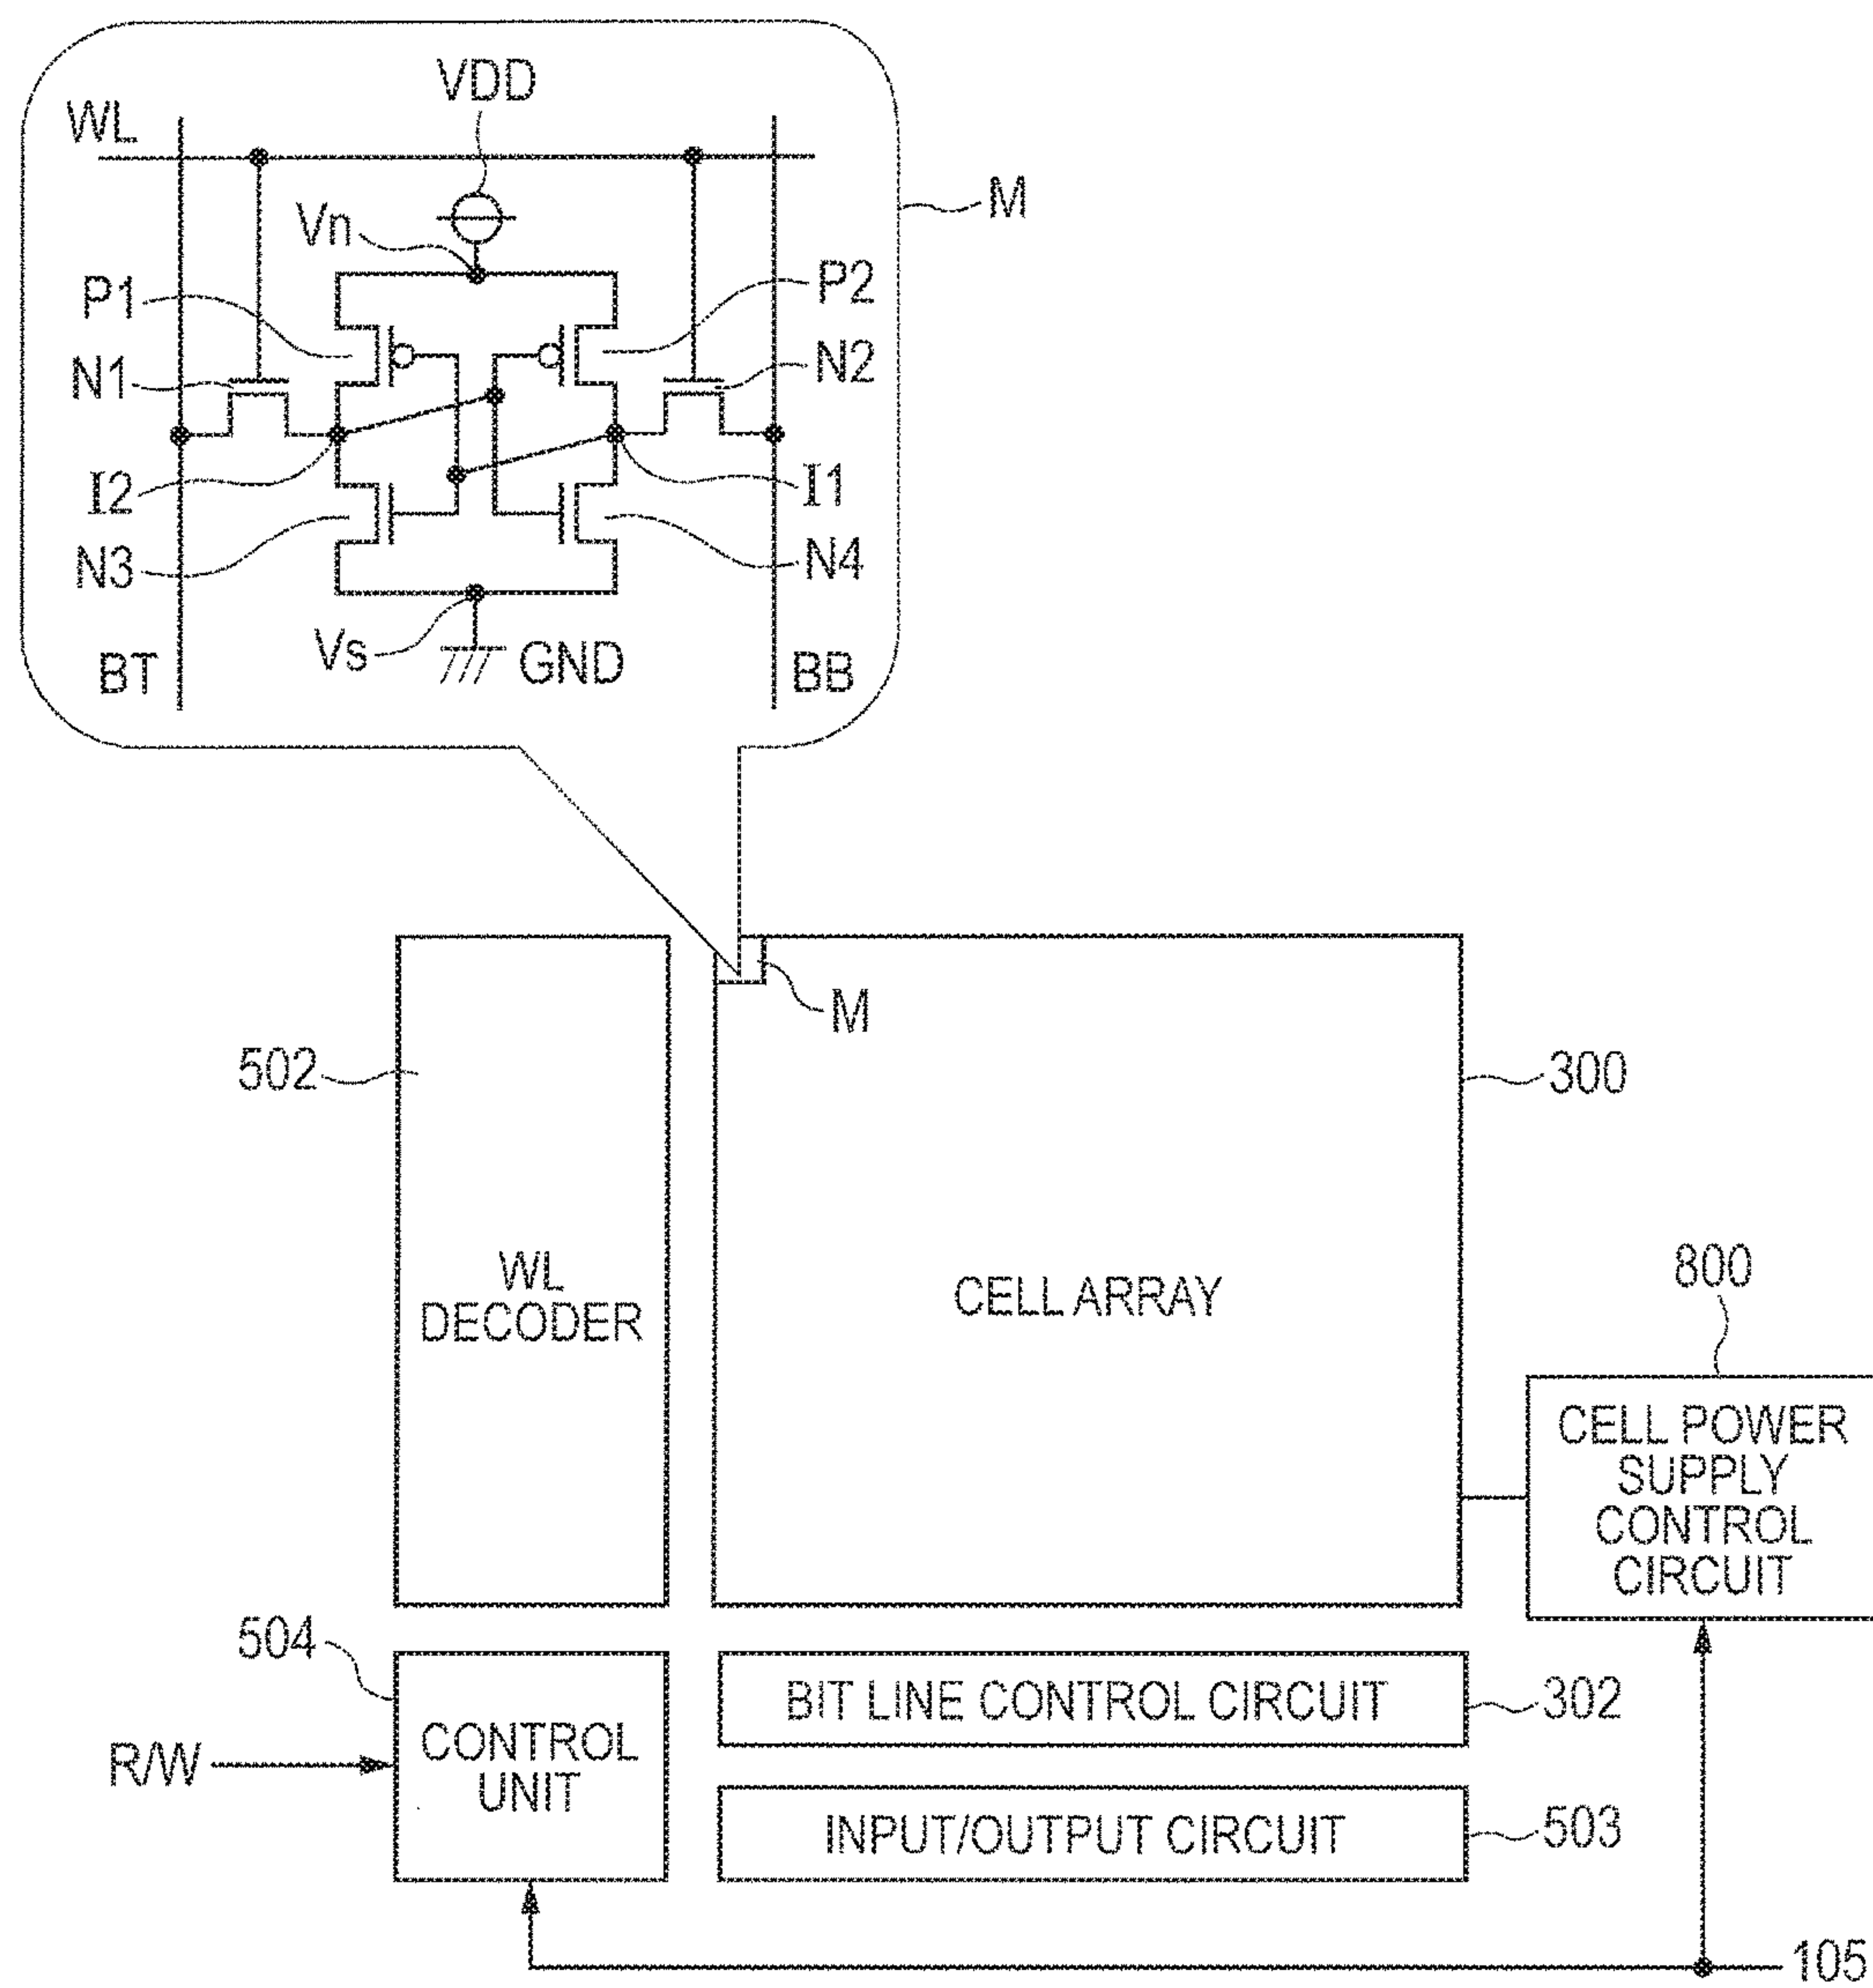 VDD
WL
M
Vn
P1
P2
N1
N2
I2
I1
N3
N4
Vs
GND
BT
BB
M
502
300
WL
DECODER
CELL ARRAY
800
CELL POWER
SUPPLY
CONTROL
CIRCUIT
504
BIT LINE CONTROL CIRCUIT
302
R/W
CONTROL
UNIT
INPUT/OUTPUT CIRCUIT
503
105